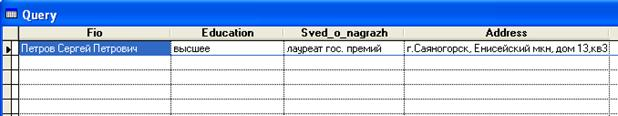 Query
Fio Education Sved_o_nagrazh Address
Петров Сергей Петрович высшее лауреат гос. премий г.Саяногорск, Енисейский мкн, дом 13,кв3